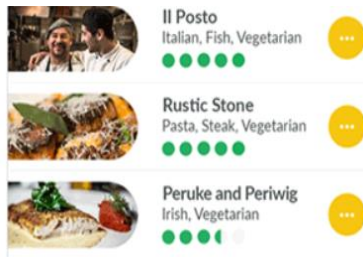 Il Posto
Italian, Fish, Vegetarian
Rustic Stone
Pasta, Steak, Vegetarian
Peruke and Periwig
Irish, Vegetarian